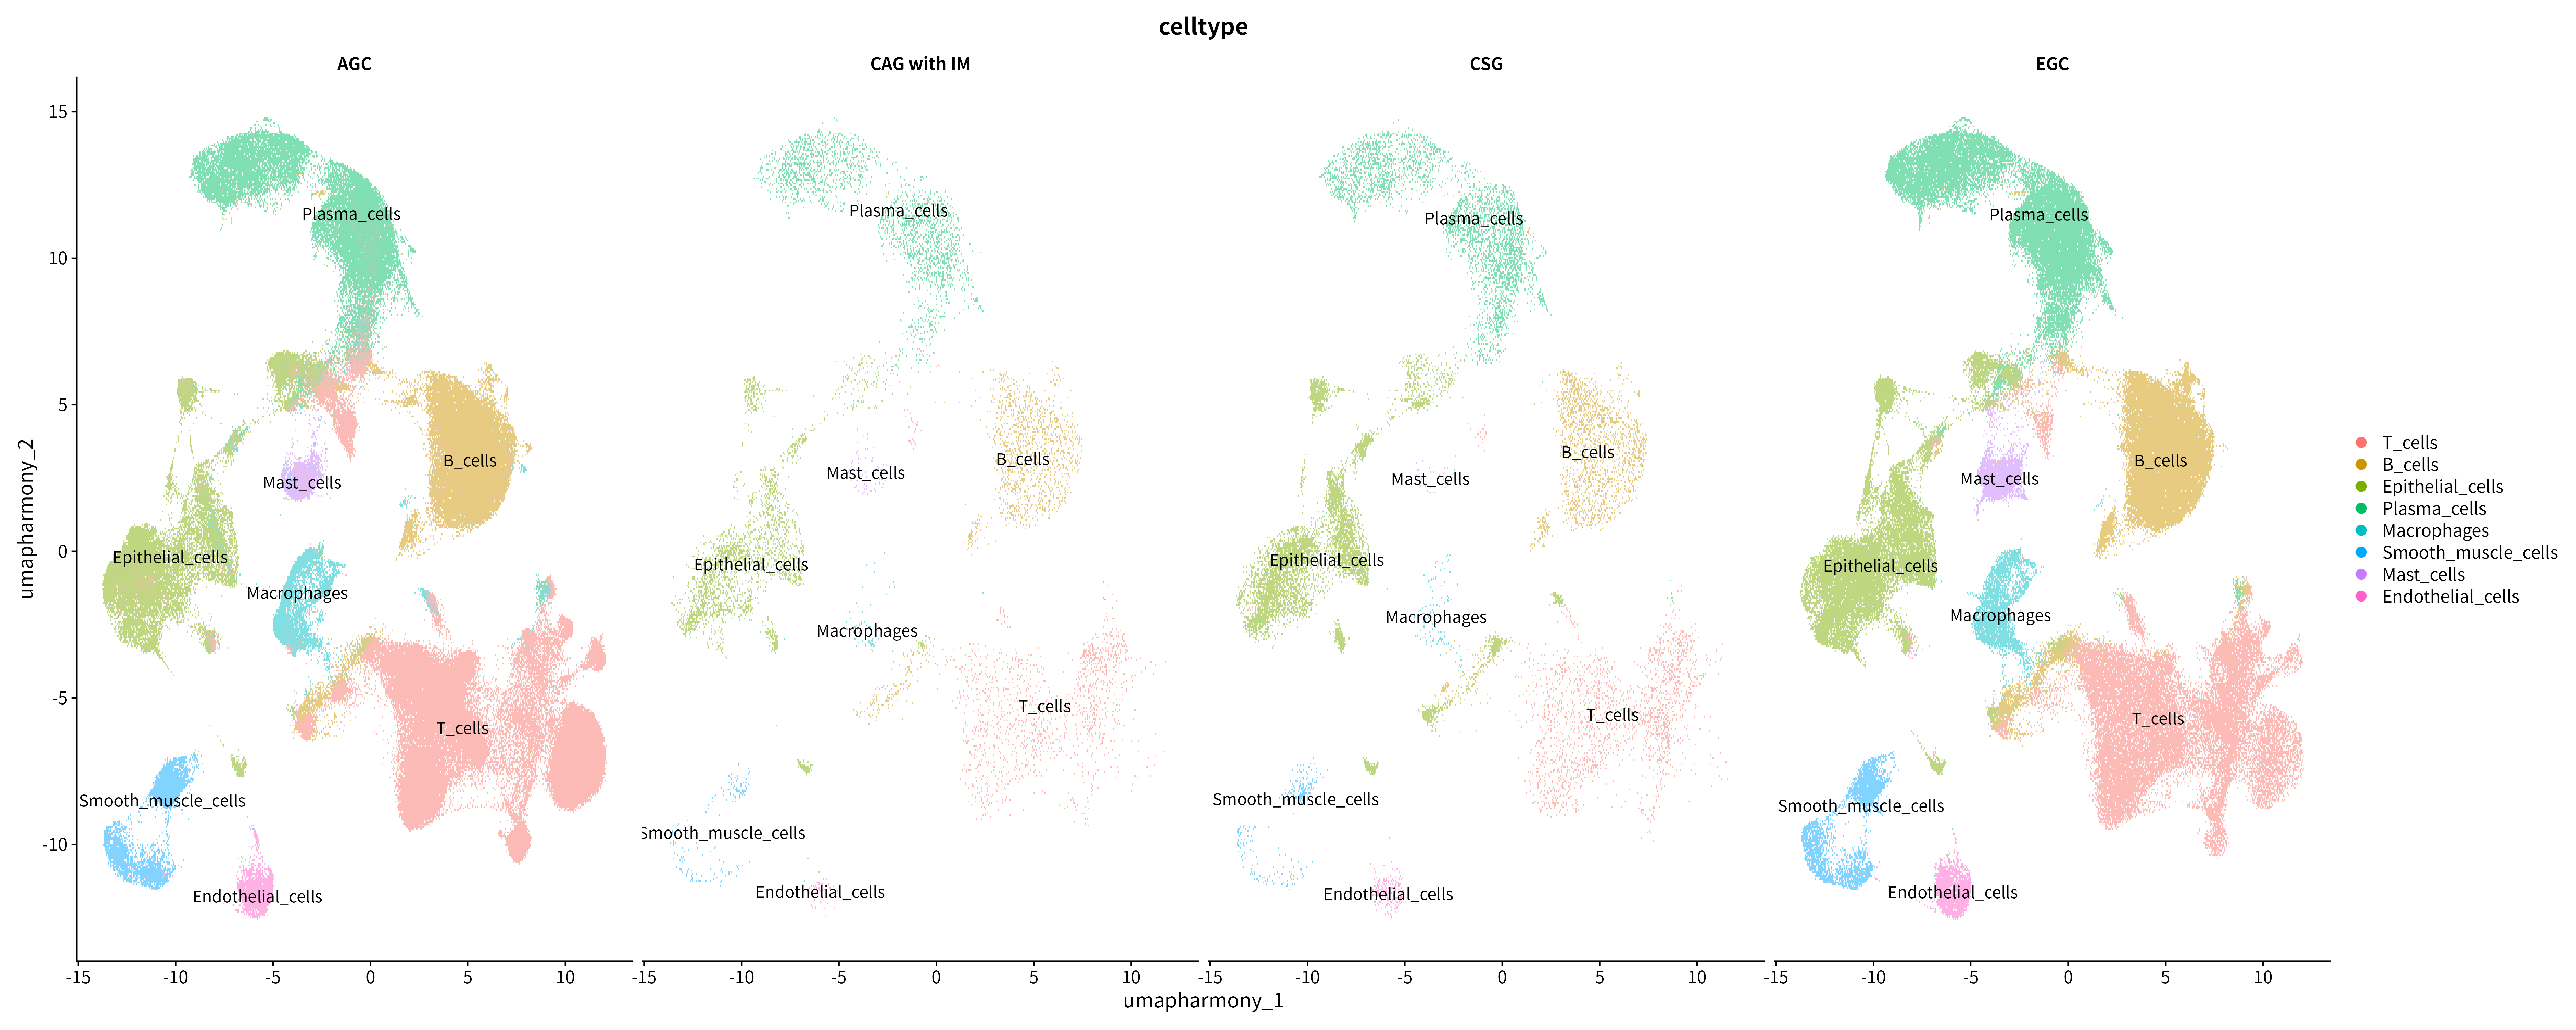 celltype
AGC
CAG with IM
CSG
EGC
umapharmony_2
15
10
5
0
-5
-10
Plasma_cells
B_cells
Mast_cells
Epithelial_cells
Macrophages
T_cells
Smooth_muscle_cells
Endothelial_cells
Plasma_cells
B_cells
Mast_cells
Epithelial_cells
Macrophages
T_cells
Smooth_muscle_cells
Endothelial_cells
Plasma_cells
B_cells
Mast_cells
Epithelial_cells
Macrophages
T_cells
Smooth_muscle_cells
Endothelial_cells
Plasma_cells
B_cells
Mast_cells
Epithelial_cells
Macrophages
T_cells
Smooth_muscle_cells
Endothelial_cells
-15 -10 -5 0 5 10
-15 -10 -5 0 5 10
-15 -10 -5 0 5 10
-15 -10 -5 0 5 10
umapharmony_1
T_cells
B_cells
Epithelial_cells
Plasma_cells
Macrophages
Smooth_muscle_cells
Mast_cells
Endothelial_cells